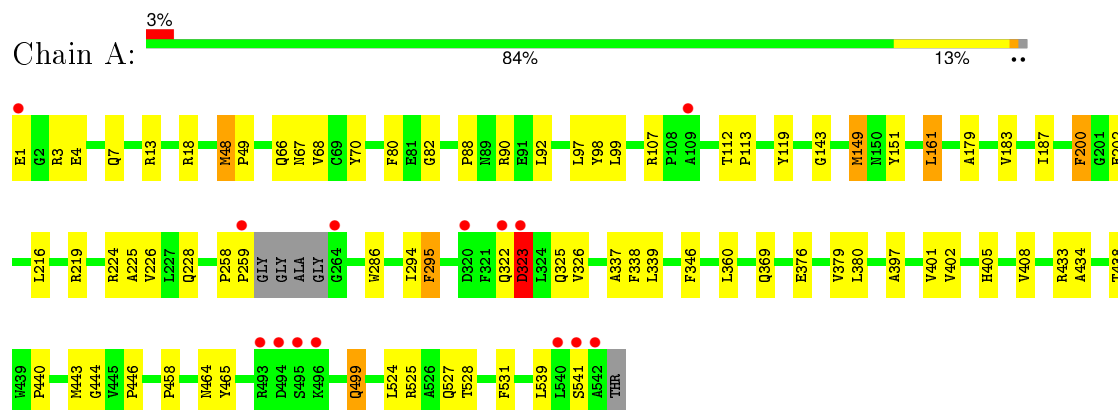 3%
Chain A:
84%
13%
••
E1 G2 R3 E4 Q7 R13 R18 M48 P49 Q66 N67 V68 C69 Y70 F80 E81 G82 P88 N89 R90 E91 L92 L97 Y98 L99 R107 P108 A109 T112 P113 Y119 G143 M149 N150 Y151 L161 A179 V183 I187 F200 G201
L216 R219 R224 A225 V226 L227 Q228 P258 P259 GLY GLY ALA GLY G264 W286 I294 F295 D320 F321 Q322 D323 L324 Q325 V326 A337 F338 L339 F346 L360 Q369 E376 V379 L380 A397 V401 V402 H405 V408 R433 A434
W439 P440 M443 G444 V445 P446 P458 N464 Y465 R493 D494 S495 K496 Q499 L524 R525 A526 Q527 T528 F531 L539 L540 S541 A542 THR